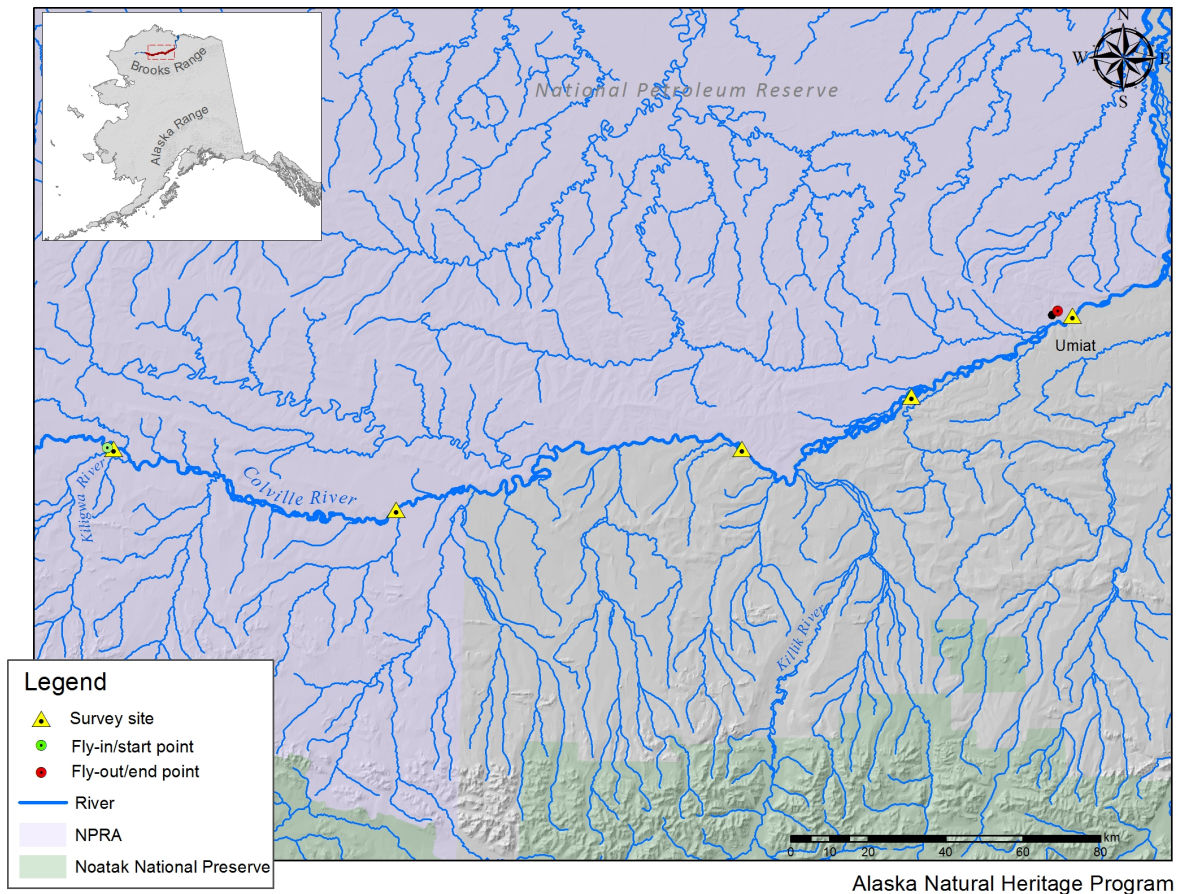 Brooks Range
Alaska Range
N
W
E
S
National Petroleum Reserve
Umiat
Kiligwa River
Colville River
Killik River
Legend
Survey site
Fly-in/start point
Fly-out/end point
River
NPRA
Noatak National Preserve
km
0 10 20 40 60 80
Alaska Natural Heritage Program